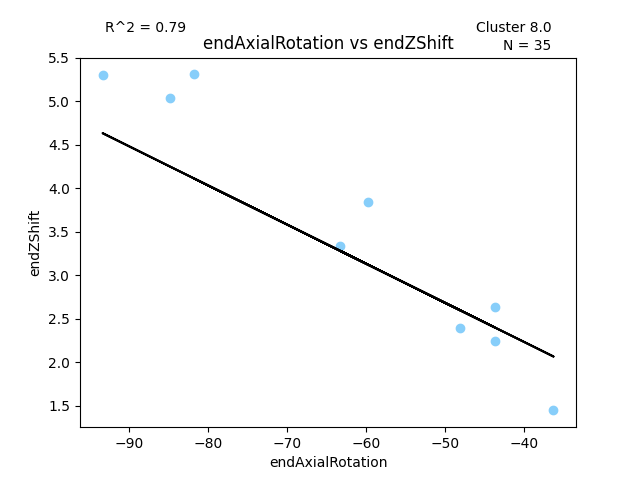 R^2 = 0.79
Cluster 8.0
endAxialRotation vs endZShift
N = 35
5.5
5.0
4.5
4.0
3.5
3.0
2.5
2.0
1.5
endZShift
−90
−80
−70
−60
−50
−40
endAxialRotation